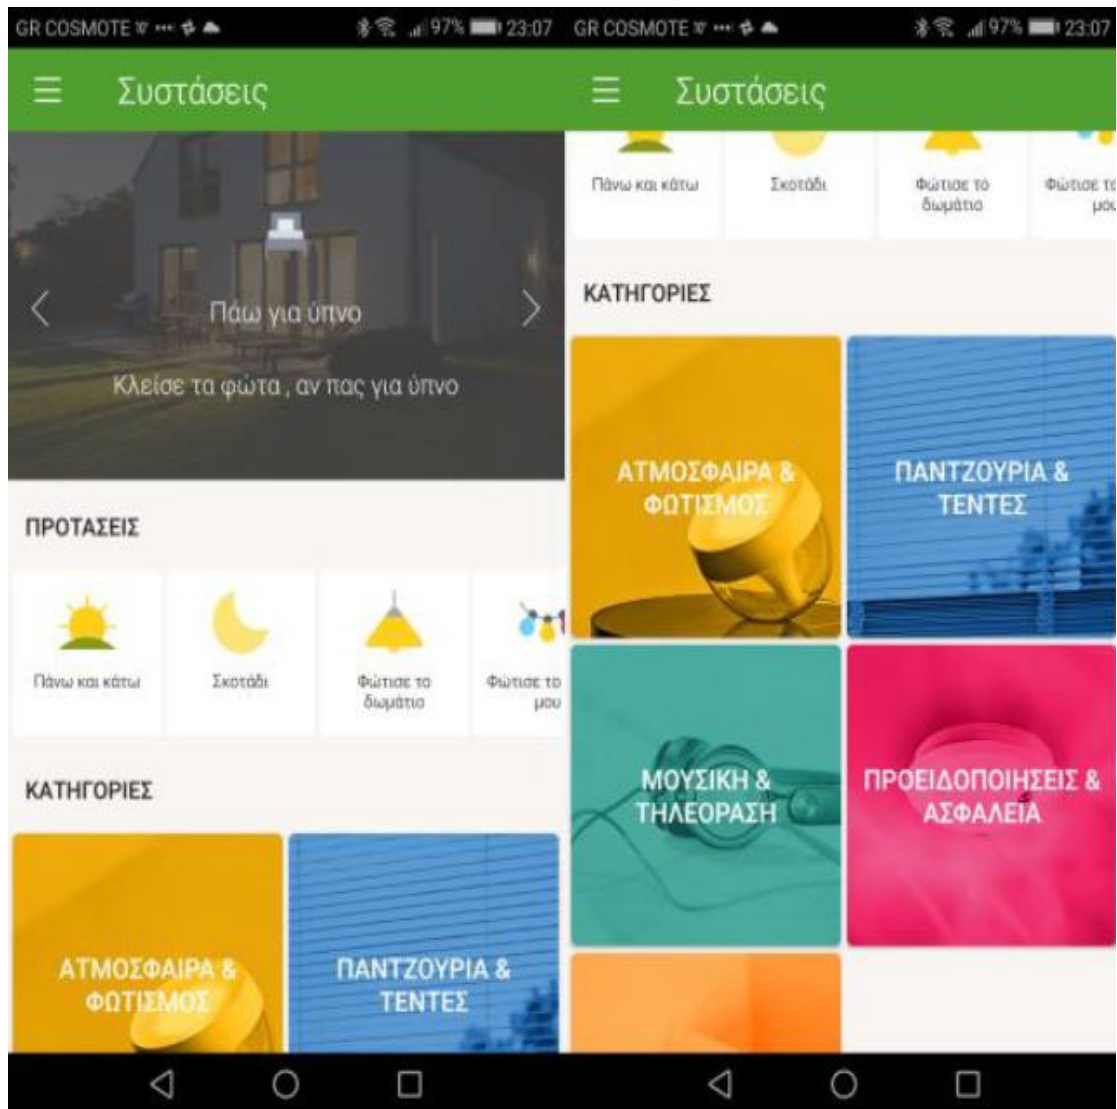 GR COSMOTE
97% 23:07
Συστάσεις
Πάω για ύπνο
Κλείσε τα φώτα , αν πας για ύπνο
ΠΡΟΤΑΣΕΙΣ
Πάνω και κάτω
Σκοτάδι
Φώτισε το
δωμάτιο
Φώτισε το
μου
ΚΑΤΗΓΟΡΙΕΣ
ΑΤΜΟΣΦΑΙΡΑ &
ΦΩΤΙΣΜΟΣ
ΠΑΝΤΖΟΥΡΙΑ &
ΤΕΝΤΕΣ
GR COSMOTE
97% 23:07
Συστάσεις
Πάνω και κάτω
Σκοτάδι
Φώτισε το
δωμάτιο
Φώτισε το
μου
ΚΑΤΗΓΟΡΙΕΣ
ΑΤΜΟΣΦΑΙΡΑ &
ΦΩΤΙΣΜΟΣ
ΠΑΝΤΖΟΥΡΙΑ &
ΤΕΝΤΕΣ
ΜΟΥΣΙΚΗ &
ΤΗΛΕΟΡΑΣΗ
ΠΡΟΕΙΔΟΠΟΙΗΣΕΙΣ &
ΑΣΦΑΛΕΙΑ